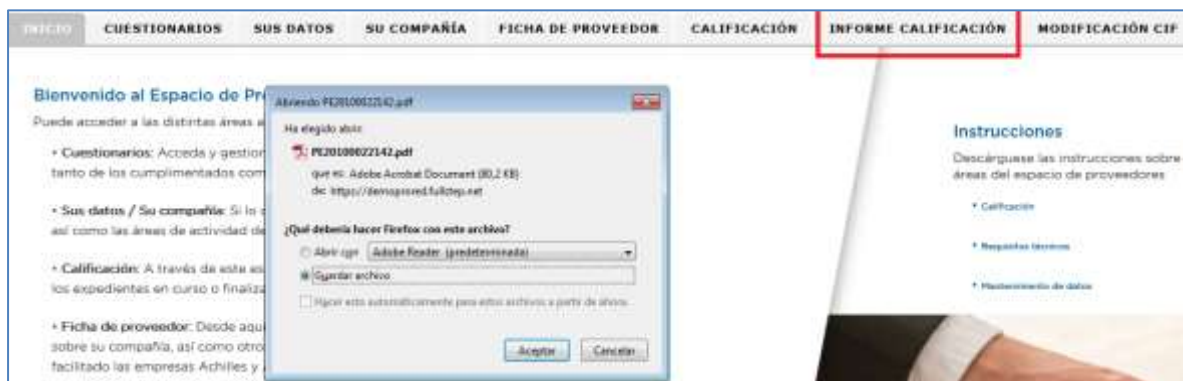 INICIO CUESTIONARIOS SUS DATOS SU COMPAÑÍA FICHA DE PROVEEDOR CALIFICACIÓN INFORME CALIFICACIÓN MODIFICACIÓN CIF
Bienvenido al Espacio de Pro
Puede acceder a las distintas áreas a
• Cuestionarios: Acceda y gestion
tanto de los cumplimentados com
• Sus datos / Su compañía: Si lo
así como las áreas de actividad de
• Calificación: A través de este es
los expedientes en curso o finaliza
• Ficha de proveedor: Desde aquí
sobre su compañía, así como otro
facilitado las empresas Achilles y
Abriendo PE20100022142.pdf
Ha elegido abrir:
PE20100022142.pdf
que es: Adobe Acrobat Document (80,2 KB)
de: https://demoprored.fullstep.net
¿Qué debería hacer Firefox con este archivo?
Abrir con Adobe Reader (predeterminada)
Guardar archivo
Hacer esto automáticamente para estos archivos a partir de ahora.
Aceptar Cancelar
Instrucciones
Descárguese las instrucciones sobre
áreas del espacio de proveedores
• Calificación
• Requisitos técnicos
• Mantenimiento de datos